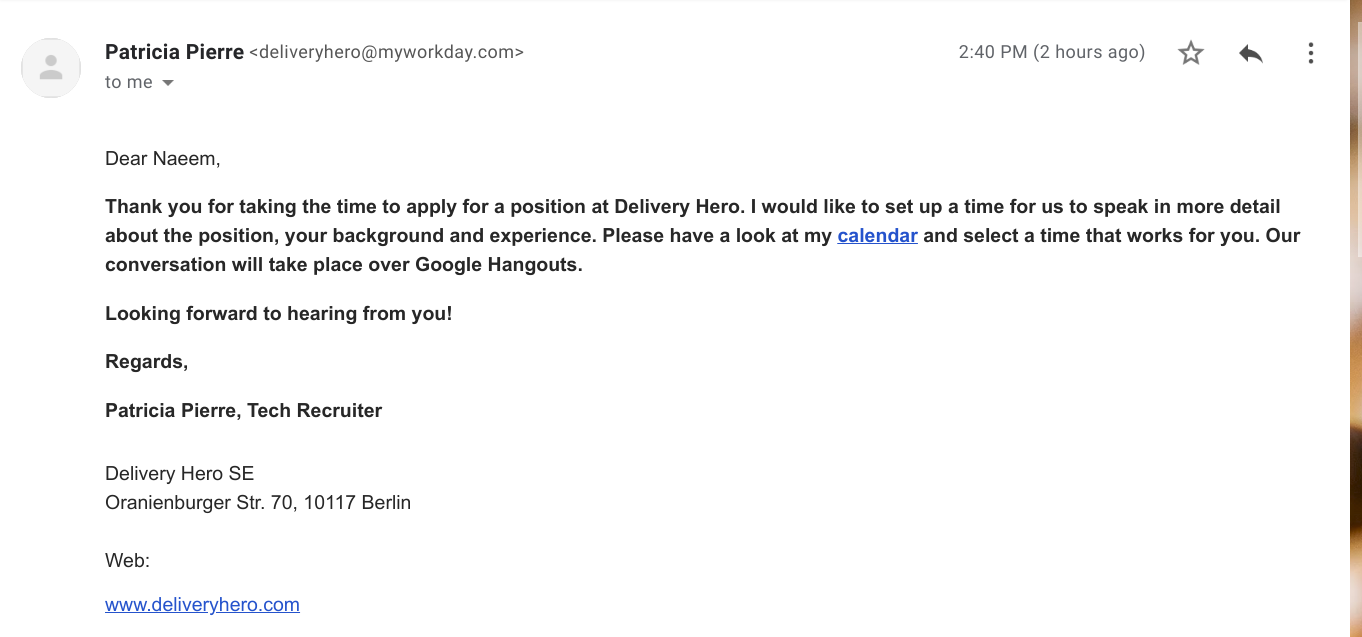 Patricia Pierre <deliveryhero@myworkday.com> 2:40 PM (2 hours ago)
to me
Dear Naeem,
Thank you for taking the time to apply for a position at Delivery Hero. I would like to set up a time for us to speak in more detail
about the position, your background and experience. Please have a look at my calendar and select a time that works for you. Our
conversation will take place over Google Hangouts.
Looking forward to hearing from you!
Regards,
Patricia Pierre, Tech Recruiter
Delivery Hero SE
Oranienburger Str. 70, 10117 Berlin
Web:
www.deliveryhero.com